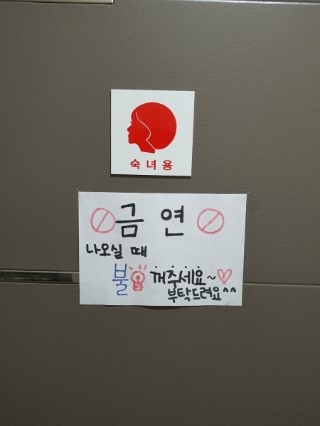 숙녀용
금연
나오실 때
불 꺼주세요~♡
부탁드려요^^